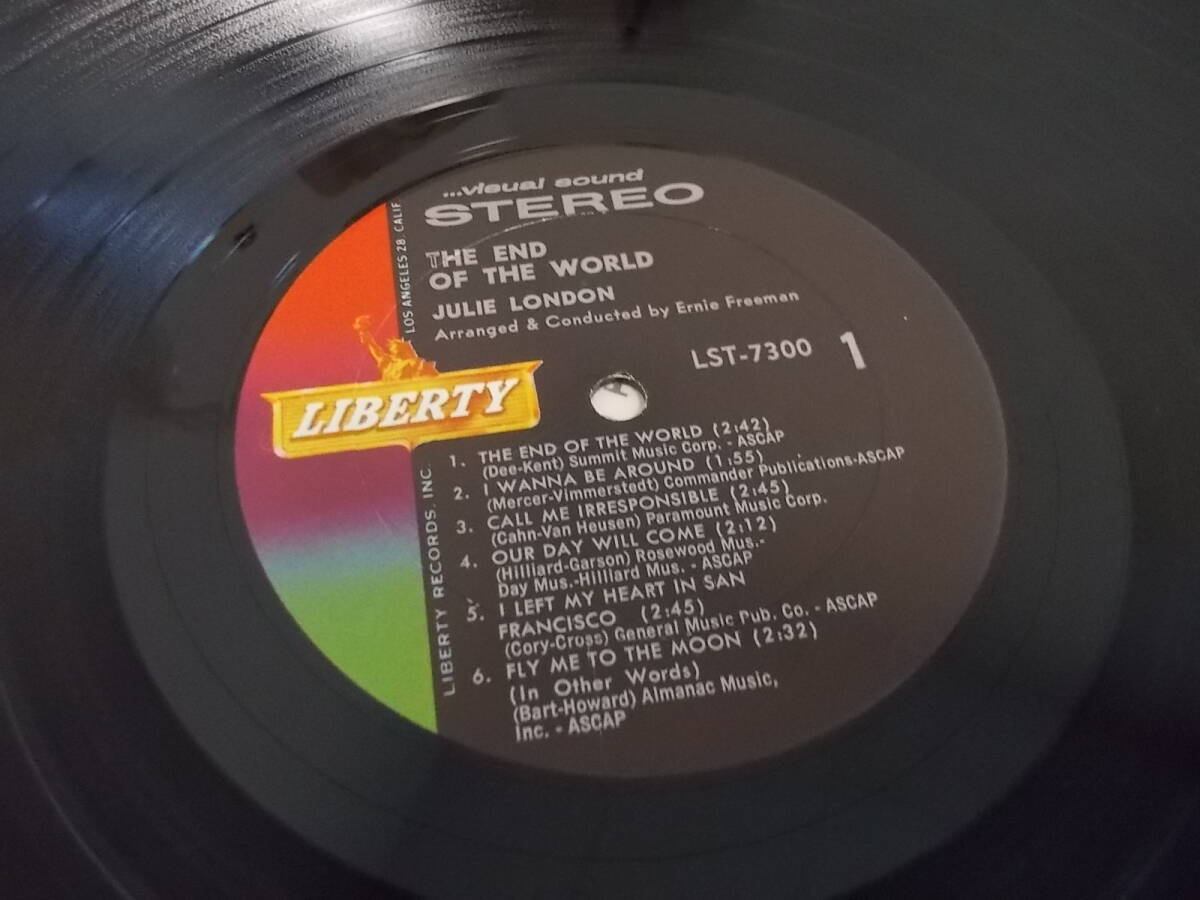 ...visual sound
STEREO
THE END
OF THE WORLD
JULIE LONDON
Arranged & Conducted by Ernie Freeman
LST-7300 1
LOS ANGELES 28, CALIF.
LIBERTY
LIBERTY RECORDS, INC.
1. THE END OF THE WORLD (2:42)
(Dee-Kent) Summit Music Corp. - ASCAP
2. I WANNA BE AROUND (1:55)
(Mercer-Vimmerstedt) Commander Publications-ASCAP
3. CALL ME IRRESPONSIBLE (2:45)
(Cahn-Van Heusen) Paramount Music Corp.
4. OUR DAY WILL COME (2:12)
(Hilliard-Garson) Rosewood Mus.-
Day Mus.-Hilliard Mus. - ASCAP
5. I LEFT MY HEART IN SAN
FRANCISCO (2:45)
(Cory-Cross) General Music Pub. Co. - ASCAP
6. FLY ME TO THE MOON (2:32)
(In Other Words)
(Bart-Howard) Almanac Music,
Inc. - ASCAP